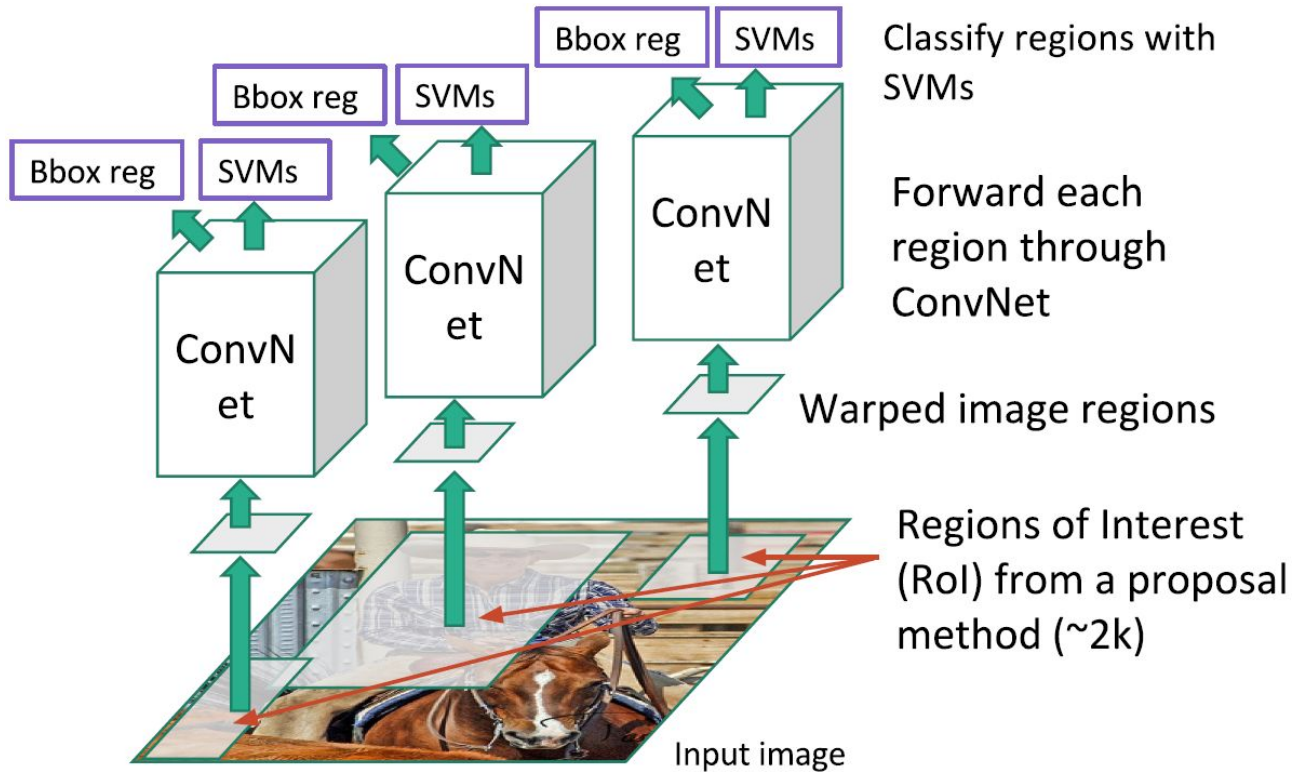 Bbox reg
SVMs
Classify regions with
SVMs
Bbox reg
SVMs
Bbox reg
SVMs
ConvN
et
Forward each
region through
ConvNet
ConvN
et
ConvN
et
Warped image regions
Regions of Interest
(RoI) from a proposal
method (~2k)
Input image